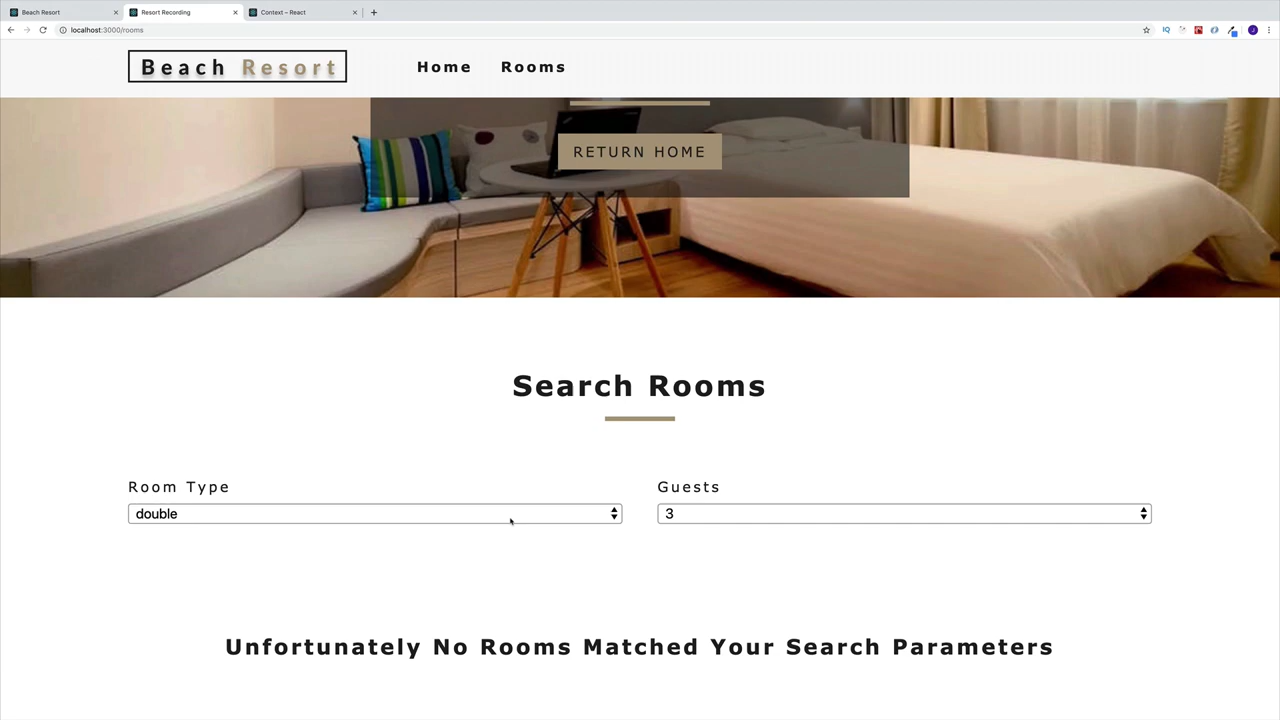 Beach Resort
Resort Recording
Context – React
localhost:3000/rooms
IQ
J
Beach Resort
Home
Rooms
RETURN HOME
Search Rooms
Room Type
Guests
double
3
Unfortunately No Rooms Matched Your Search Parameters